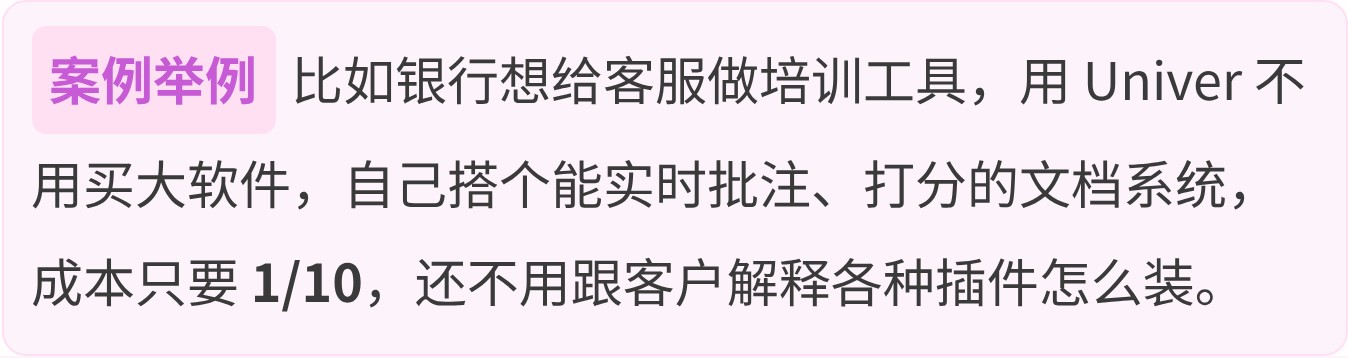 案例举例 比如银行想给客服做培训工具，用 Univer 不
用买大软件，自己搭个能实时批注、打分的文档系统，
成本只要 1/10，还不用跟客户解释各种插件怎么装。